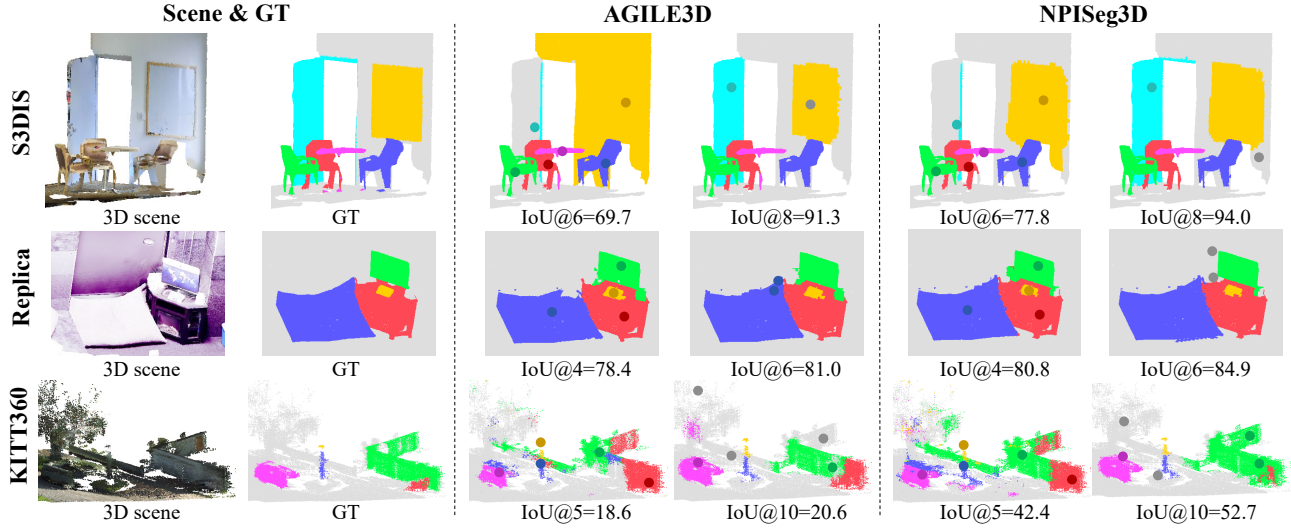 Scene & GT AGILE3D NPISeg3D
S3DIS
3D scene GT IoU@6=69.7 IoU@8=91.3 IoU@6=77.8 IoU@8=94.0
Replica
3D scene GT IoU@4=78.4 IoU@6=81.0 IoU@4=80.8 IoU@6=84.9
KITT360
3D scene GT IoU@5=18.6 IoU@10=20.6 IoU@5=42.4 IoU@10=52.7